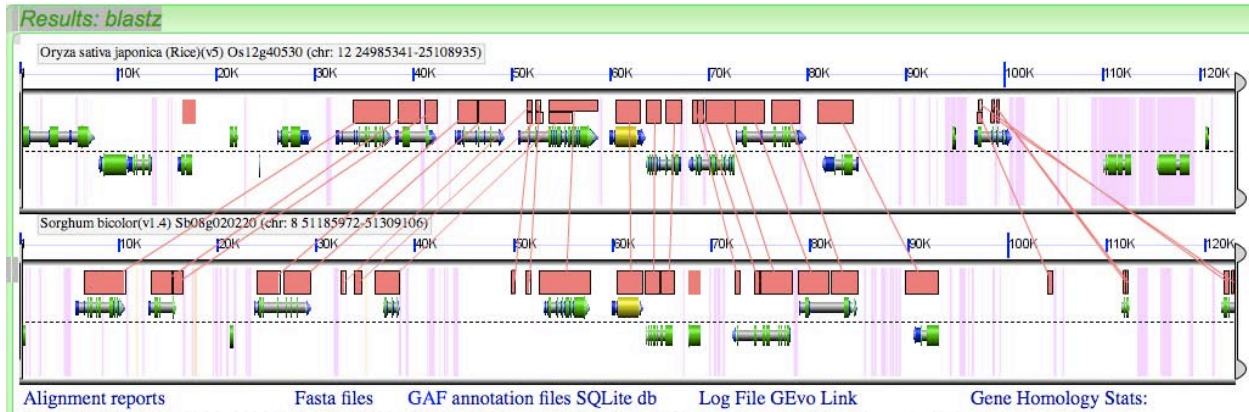 Results: blastz
Oryza sativa japonica (Rice)(v5) Os12g40530 (chr: 12 24985341-25108935)
10K 20K 30K 40K 50K 60K 70K 80K 90K 100K 110K 120K
Sorghum bicolor(v1.4) Sb08g020220 (chr: 8 51185972-51309106)
10K 20K 30K 40K 50K 60K 70K 80K 90K 100K 110K 120K
Alignment reports Fasta files GAF annotation files SQLite db Log File GEvo Link Gene Homology Stats: